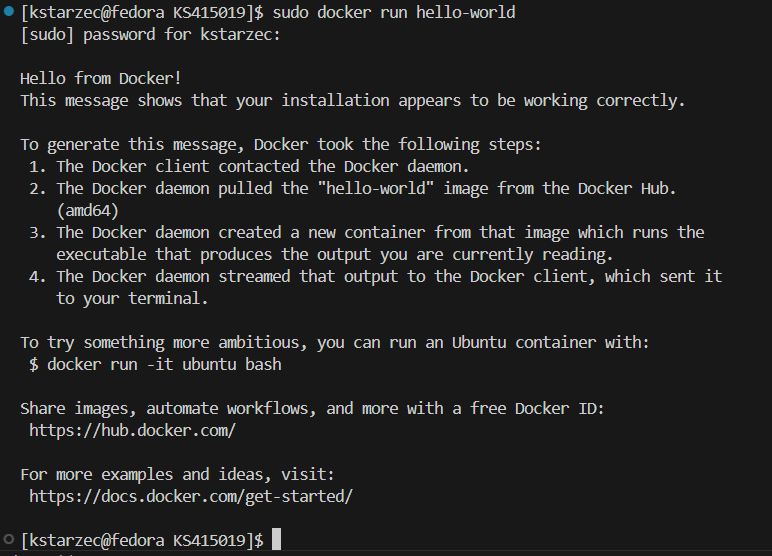 [kstarzec@fedora KS415019]$ sudo docker run hello-world
[sudo] password for kstarzec:
Hello from Docker!
This message shows that your installation appears to be working correctly.
To generate this message, Docker took the following steps:
1. The Docker client contacted the Docker daemon.
2. The Docker daemon pulled the "hello-world" image from the Docker Hub.
(amd64)
3. The Docker daemon created a new container from that image which runs the
executable that produces the output you are currently reading.
4. The Docker daemon streamed that output to the Docker client, which sent it
to your terminal.
To try something more ambitious, you can run an Ubuntu container with:
$ docker run -it ubuntu bash
Share images, automate workflows, and more with a free Docker ID:
https://hub.docker.com/
For more examples and ideas, visit:
https://docs.docker.com/get-started/
[kstarzec@fedora KS415019]$